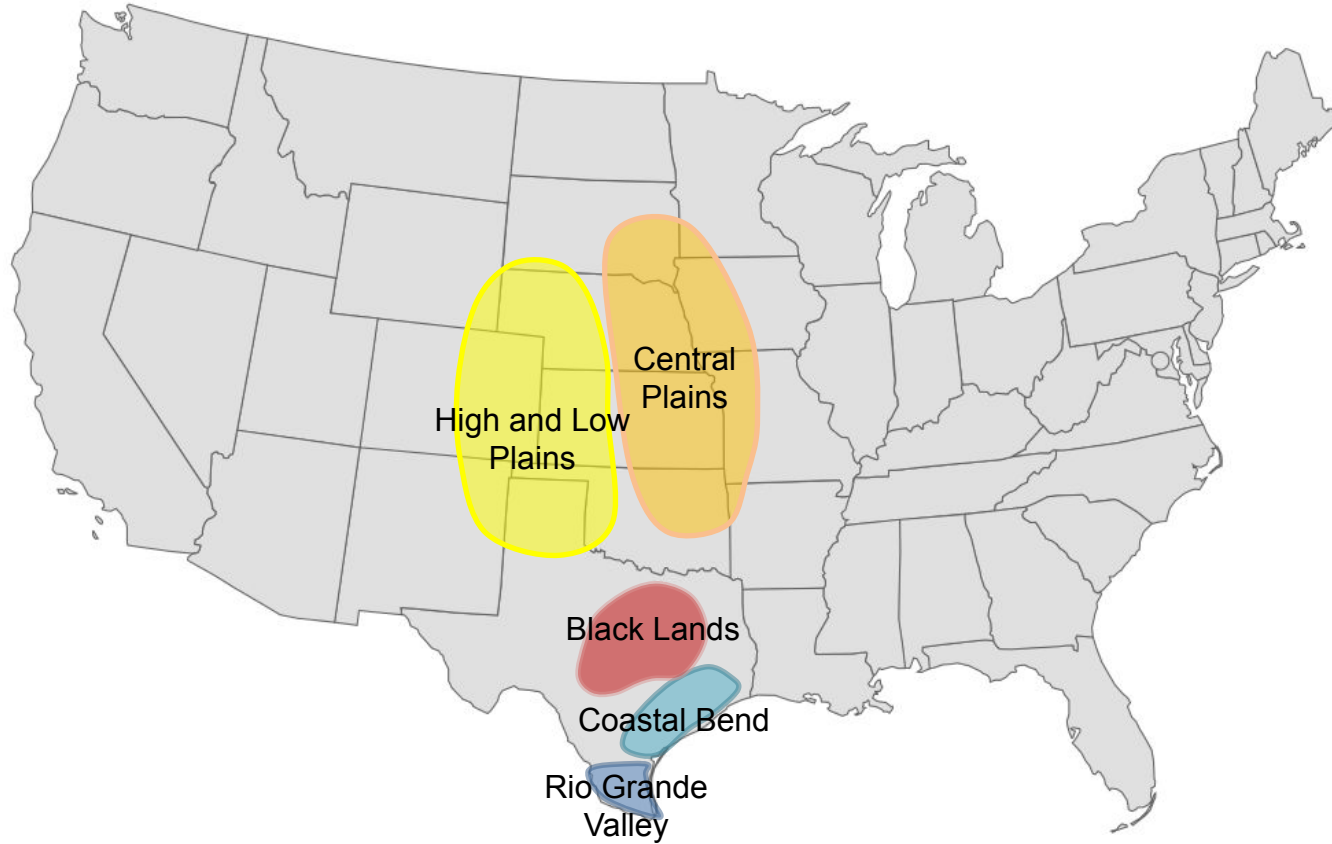 Central
Plains
High and Low
Plains
Black Lands
Coastal Bend
Rio Grande
Valley